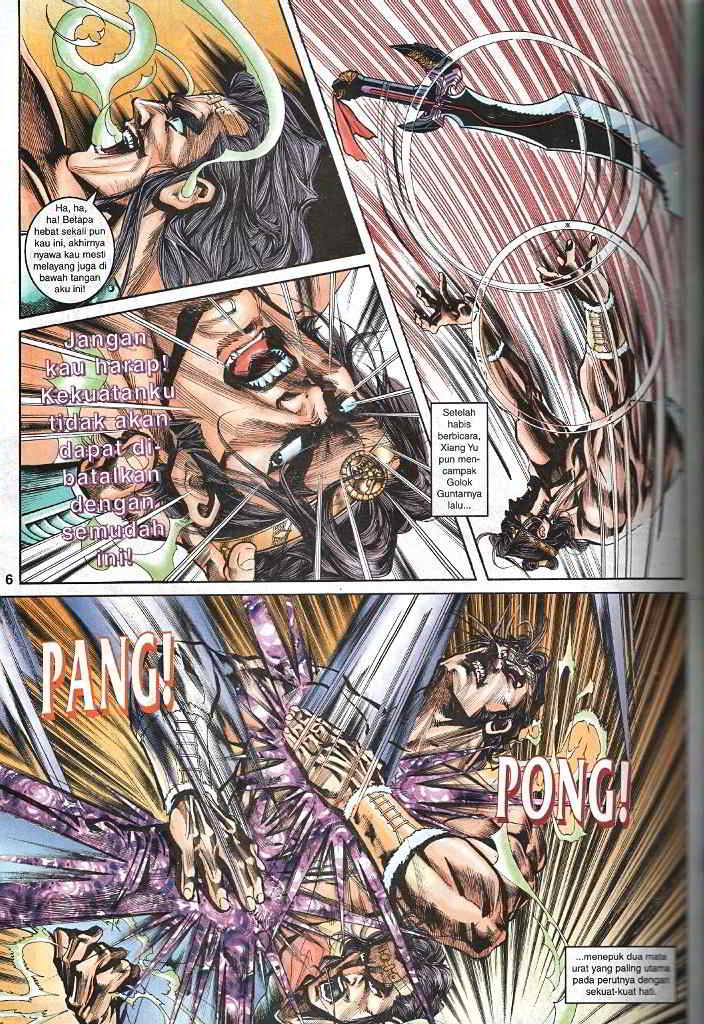 Ha, ha,
ha! Betapa
hebat sekali pun
kau ini, akhirnya
nyawa kau mesti
melayang juga di
bawah tangan
aku ini!
Jangan
kau harap!
Kekuatanku
tidak akan
dapat di-
batalkan
dengan
semudah
ini!
Setelah
habis
berbicara,
Xiang Yu
pun men-
campak
Golok
Guntarnya
lalu...
6
PANG!
PONG!
...menepuk dua mata
urat yang paling utama
pada perutnya dengan
sekuat-kuat hati.